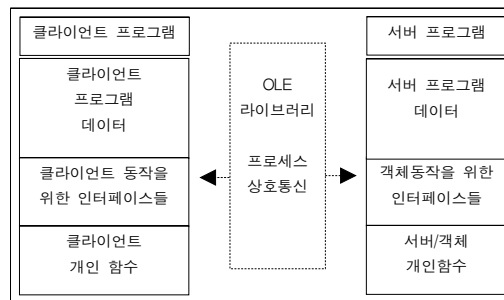 클라이언트 프로그램
클라이언트
프로그램
데이터
클라이언트 동작을
위한 인터페이스들
클라이언트
개인 함수
OLE
라이브러리
프로세스
상호통신
서버 프로그램
서버 프로그램
데이터
객체동작을 위한
인터페이스들
서버/객체
개인함수